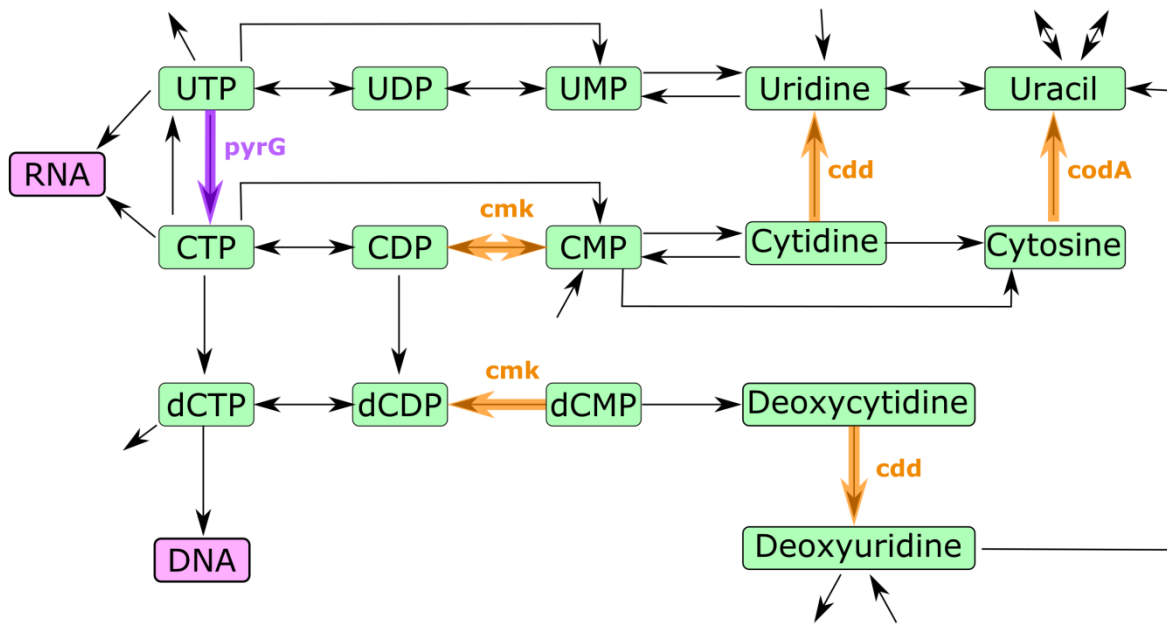 UTP
UDP
UMP
Uridine
Uracil
pyrG
cdd
codA
RNA
cmk
CTP
CDP
CMP
Cytidine
Cytosine
cmk
dCTP
dCDP
dCMP
Deoxycytidine
cdd
DNA
Deoxyuridine